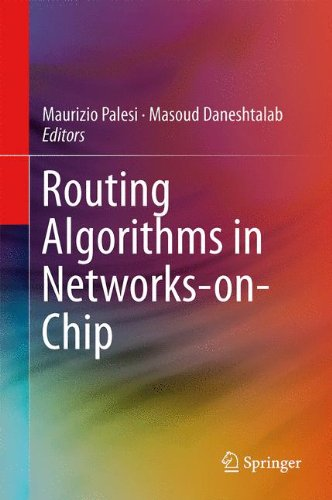 Maurizio Palesi · Masoud Daneshtalab
Editors
Routing
Algorithms in
Networks-on-
Chip
Springer